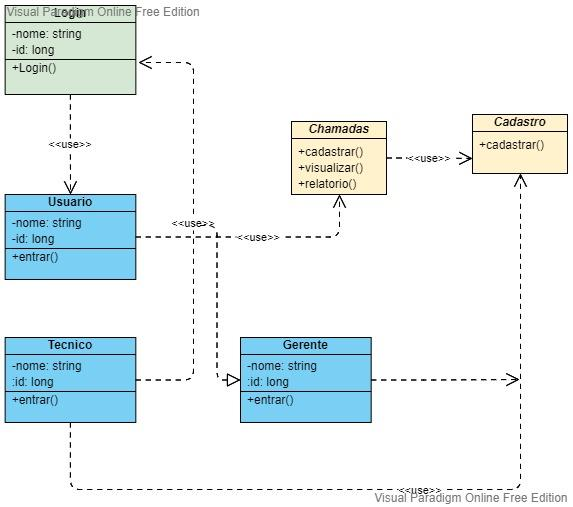 Visual Paradigm Online Free Edition
Login
-nome: string
-id: long
+Login()
<<use>>
Chamadas
+cadastrar()
+visualizar()
+relatorio()
<<use>>
Cadastro
+cadastrar()
Usuario
-nome: string
-id: long
+entrar()
<<use>>
<<use>>
Tecnico
-nome: string
:id: long
+entrar()
Gerente
-nome: string
:id: long
+entrar()
<<use>>
Visual Paradigm Online Free Edition